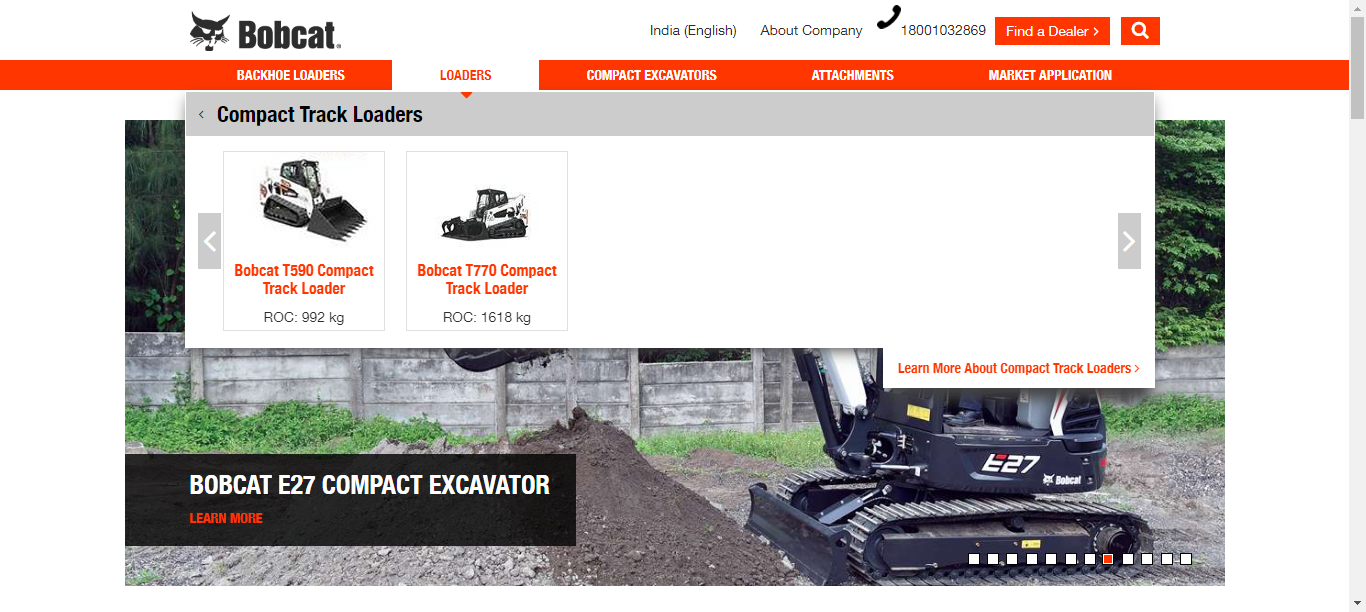 Bobcat
India (English)
About Company
18001032869
Find a Dealer
BACKHOE LOADERS
LOADERS
COMPACT EXCAVATORS
ATTACHMENTS
MARKET APPLICATION
Compact Track Loaders
Bobcat T590 Compact
Track Loader
ROC: 992 kg
Bobcat T770 Compact
Track Loader
ROC: 1618 kg
Learn More About Compact Track Loaders
E27
Bobcat
BOBCAT E27 COMPACT EXCAVATOR
LEARN MORE